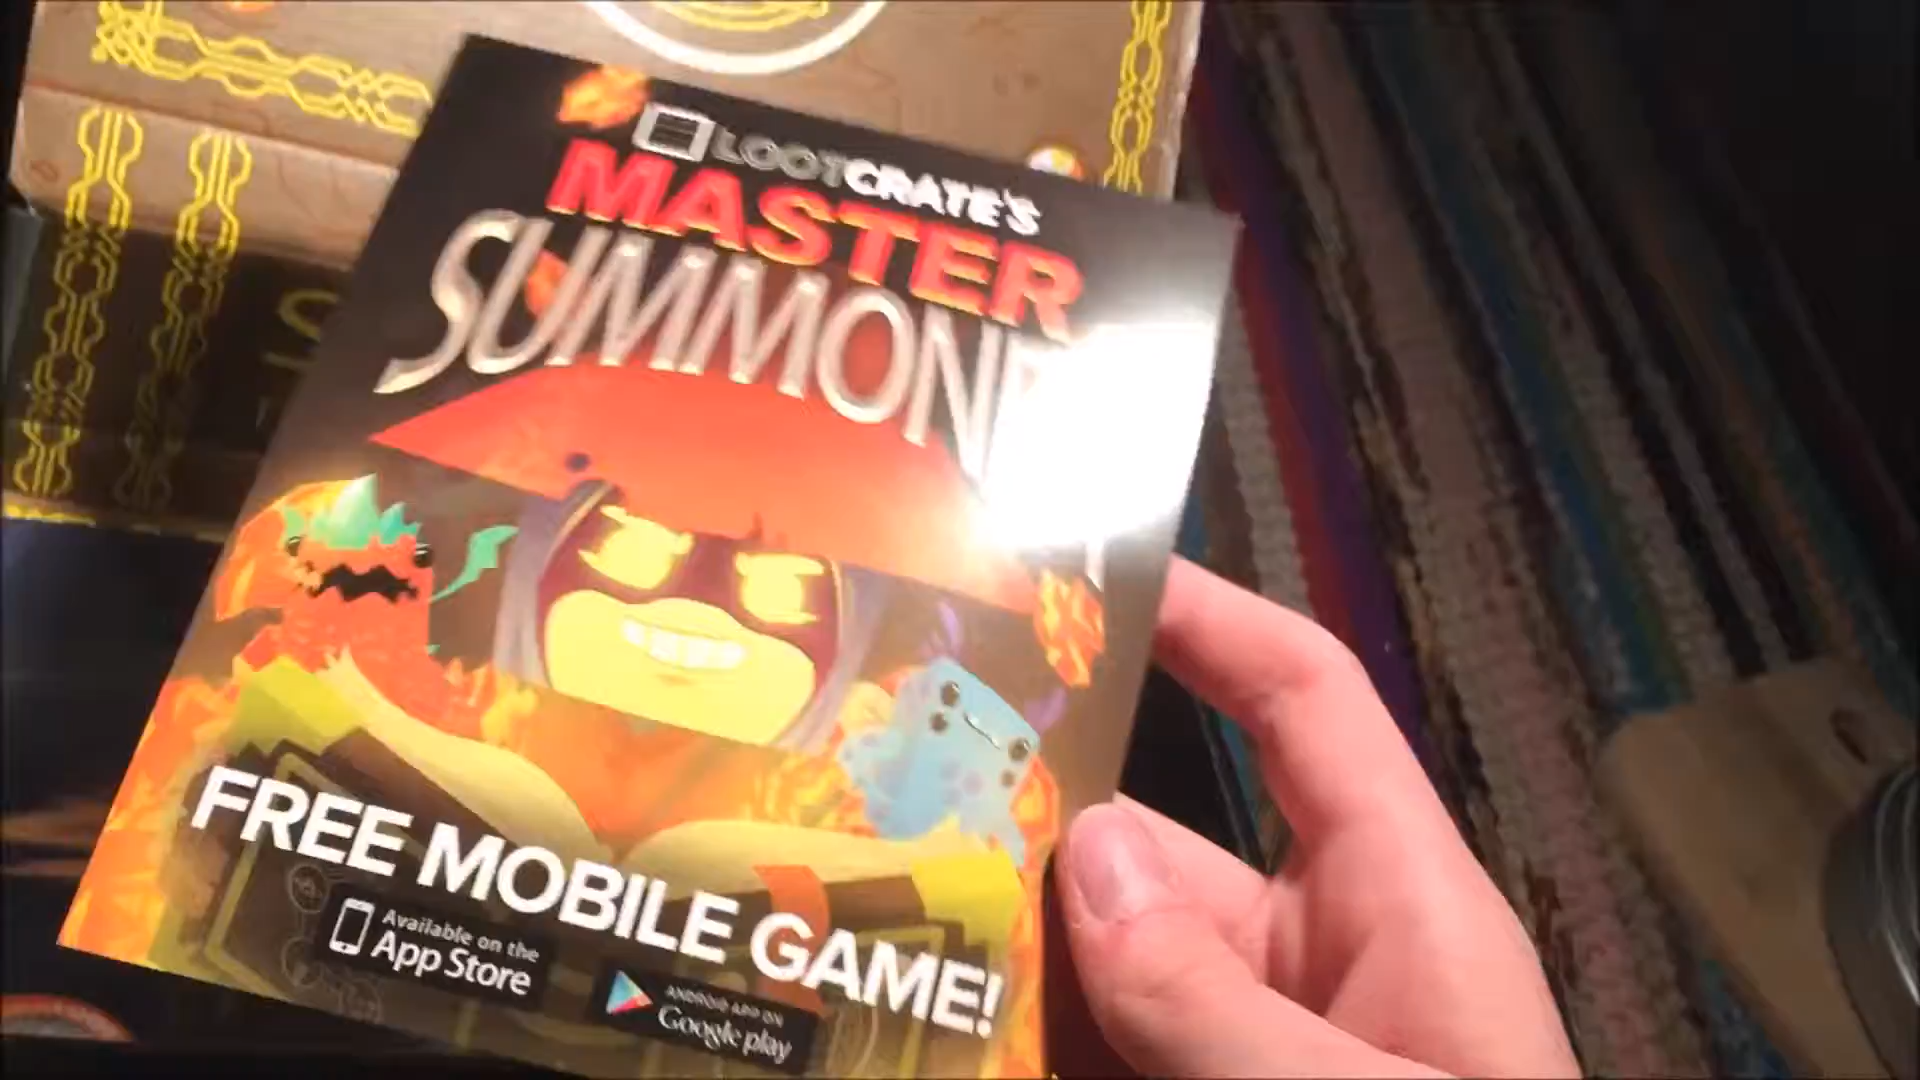 LOOTCRATE'S
MASTER
SUMMON
FREE MOBILE GAME!
Available on the
App Store
ANDROID APP ON
Google play